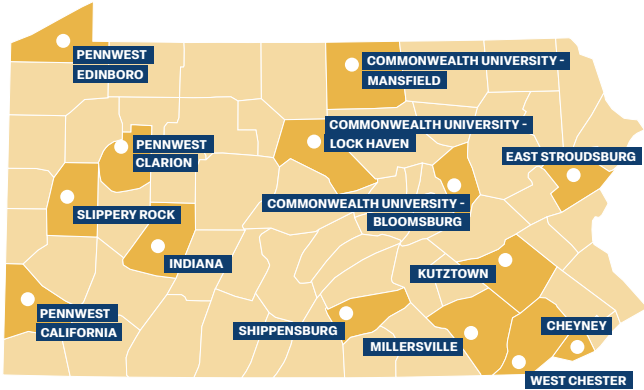 PENNWEST
EDINBORO
COMMONWEALTH UNIVERSITY -
MANSFIELD
COMMONWEALTH UNIVERSITY -
LOCK HAVEN
PENNWEST
CLARION
EAST STROUDSBURG
SLIPPERY ROCK
COMMONWEALTH UNIVERSITY -
BLOOMSBURG
INDIANA
KUTZTOWN
PENNWEST
CALIFORNIA
SHIPPENSBURG
MILLERSVILLE
CHEYNEY
WEST CHESTER